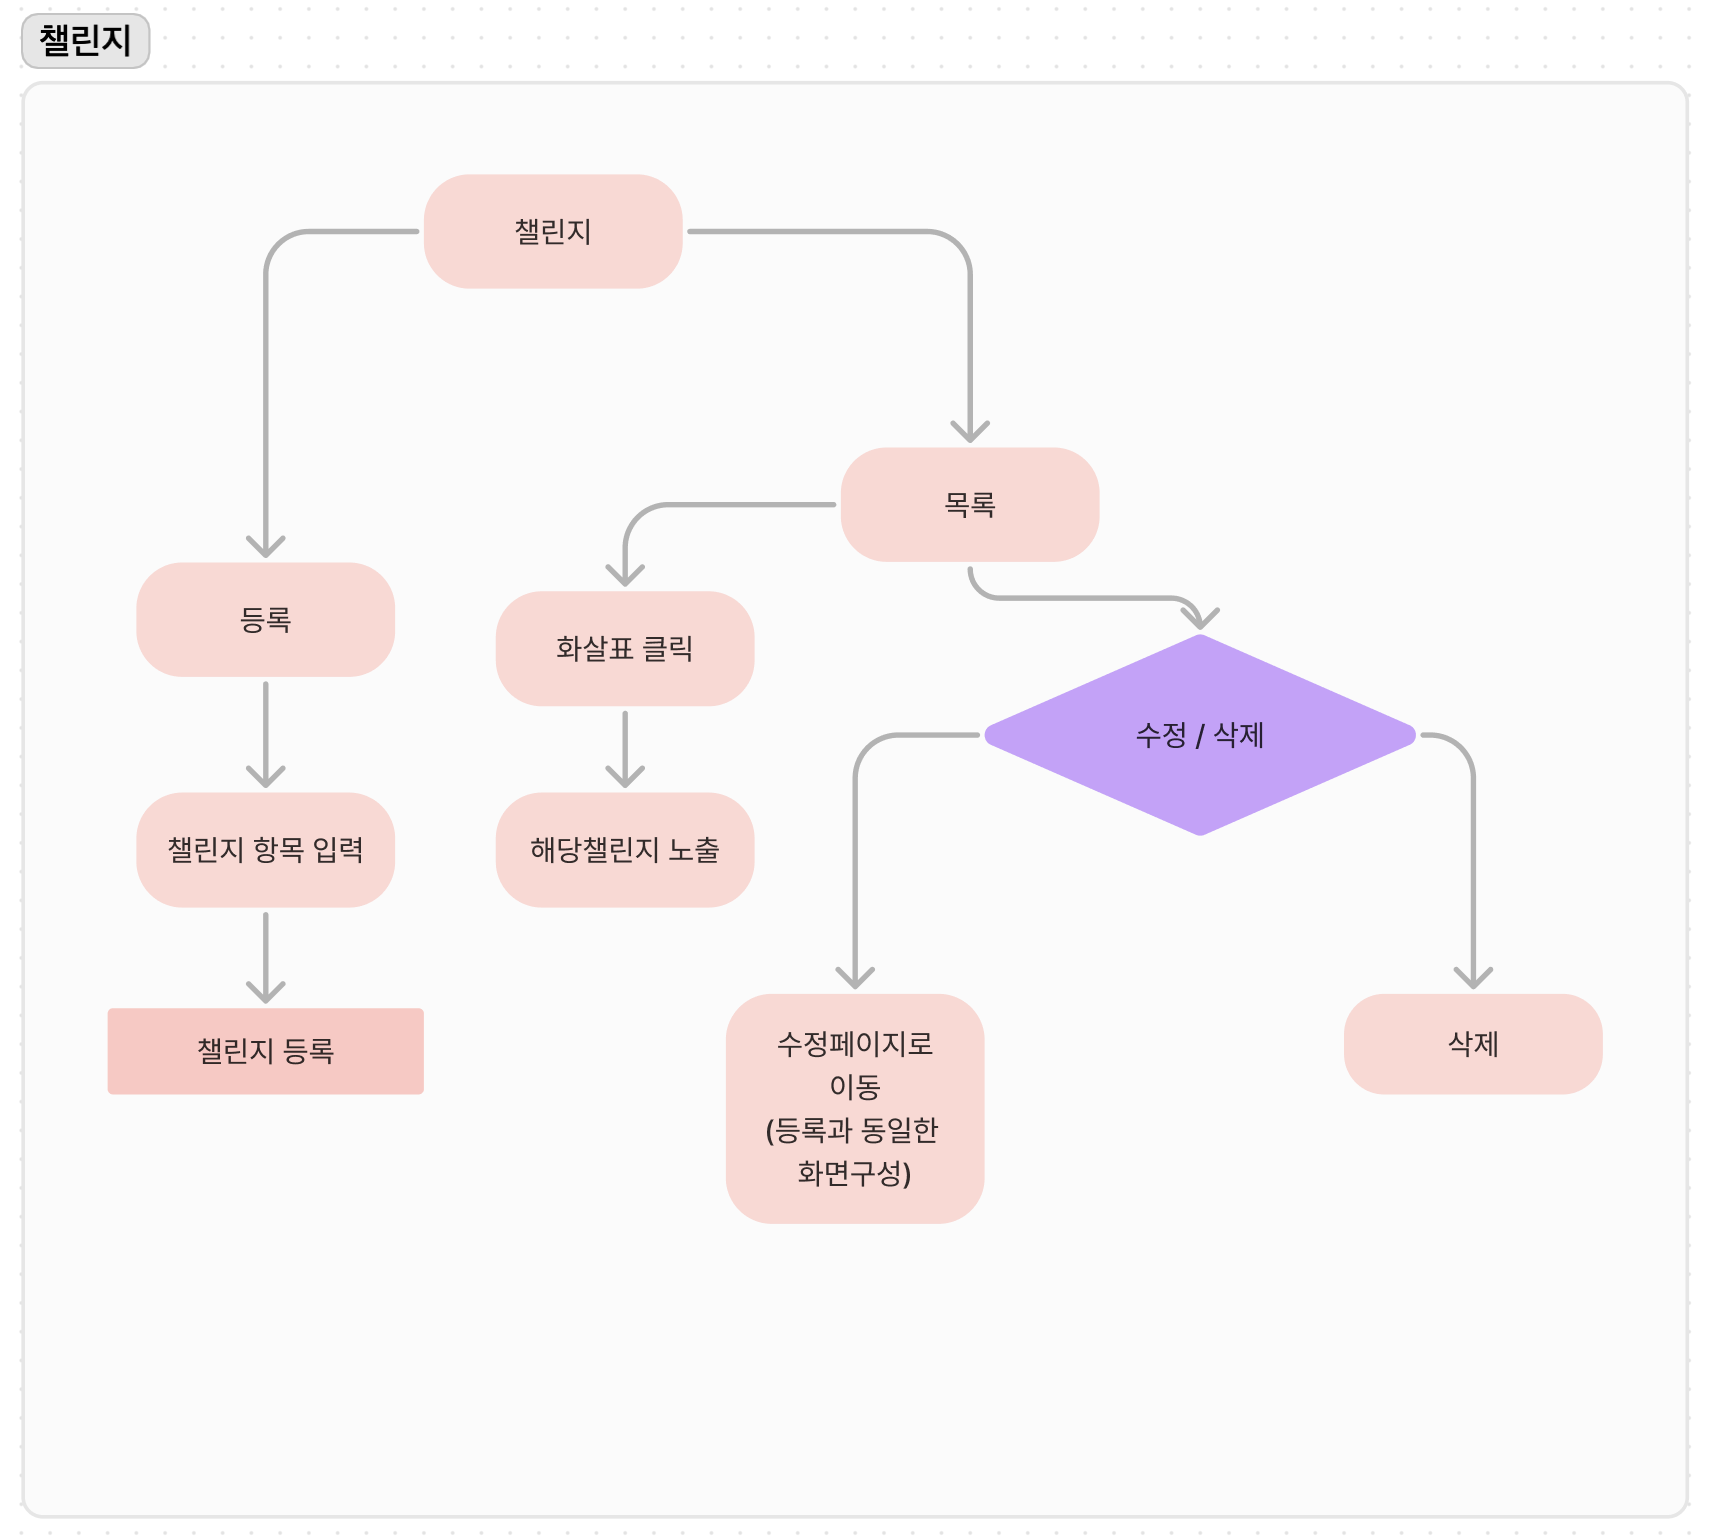 챌린지
챌린지
목록
등록
화살표 클릭
수정 / 삭제
챌린지 항목 입력
해당챌린지 노출
챌린지 등록
수정페이지로
이동
(등록과 동일한
화면구성)
삭제